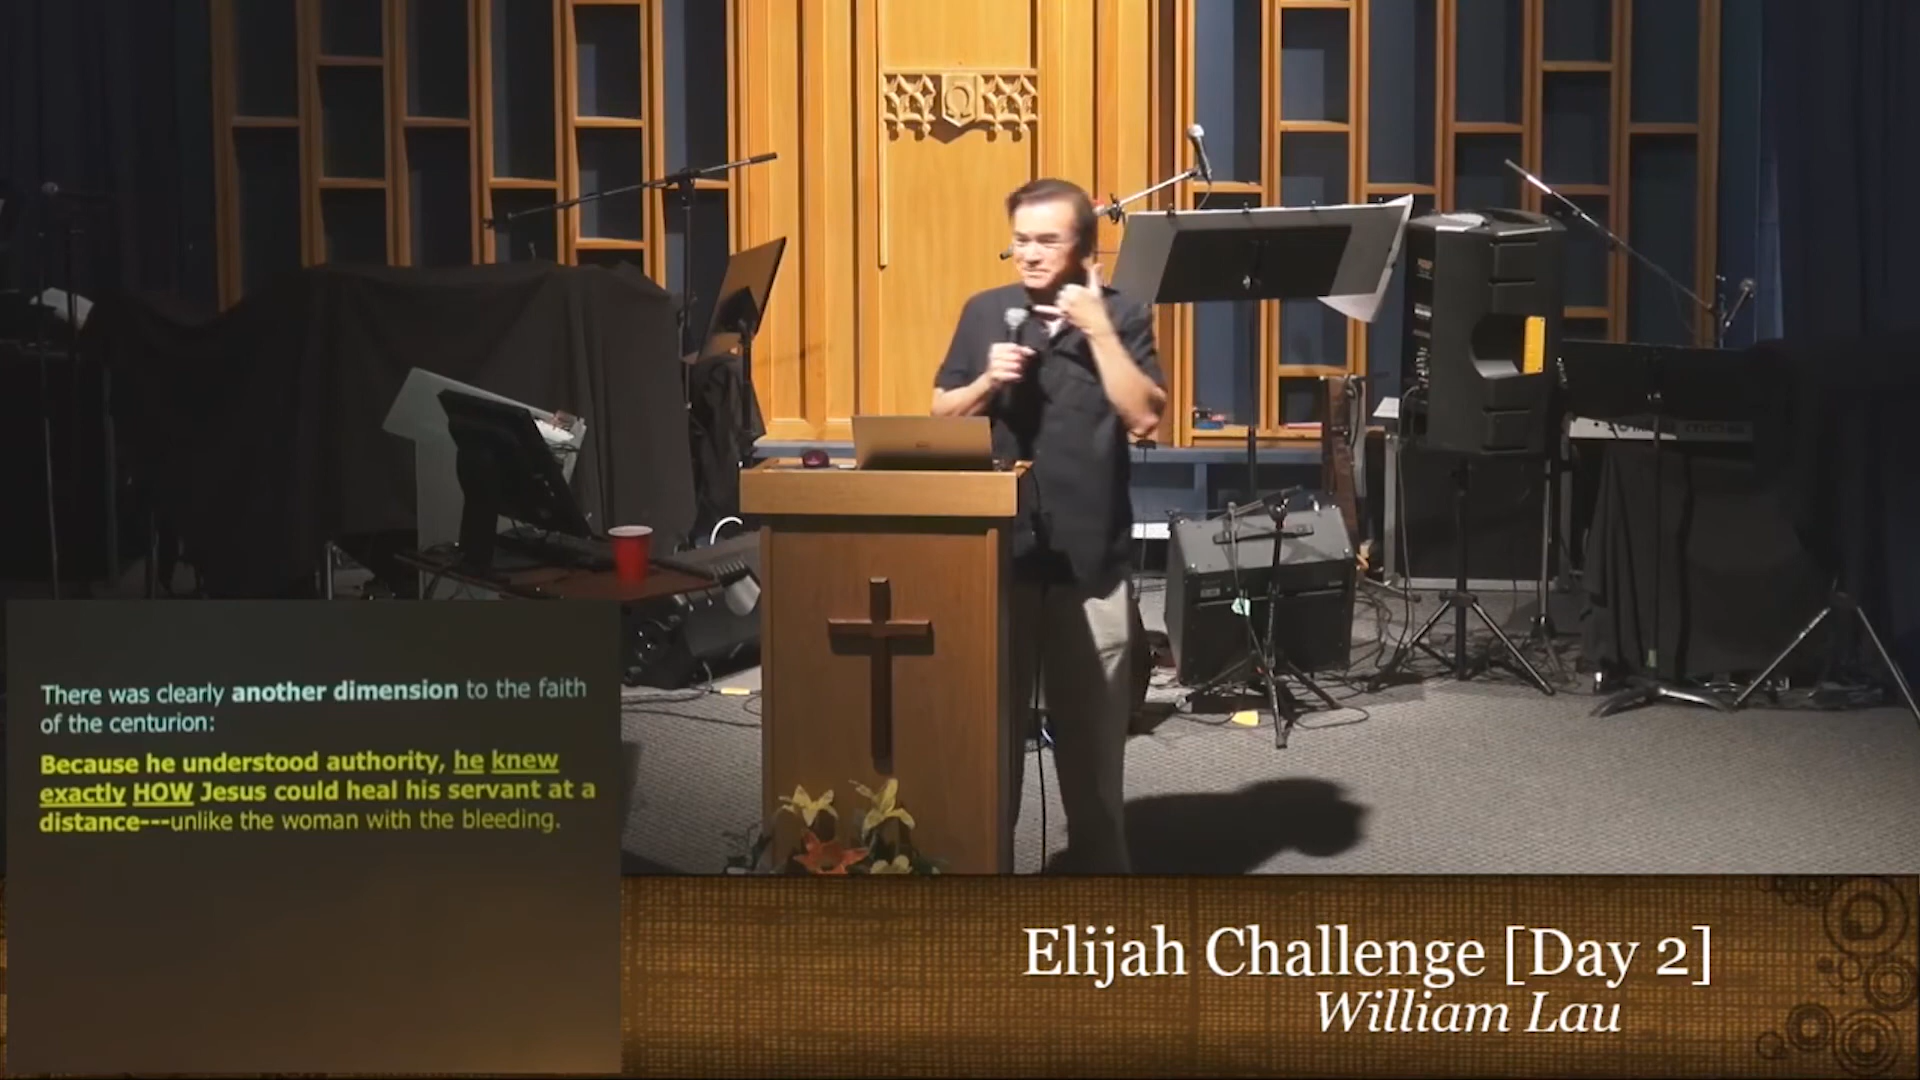 There was clearly another dimension to the faith
of the centurion:
Because he understood authority, he knew
exactly HOW Jesus could heal his servant at a
distance---unlike the woman with the bleeding.
Elijah Challenge [Day 2]
William Lau
Ω